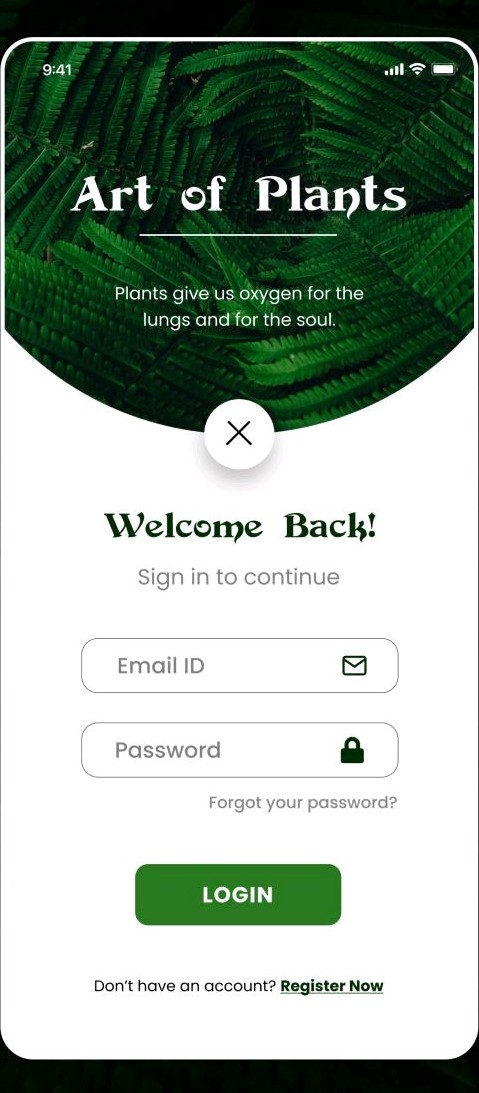 9:41
Art of Plants
Plants give us oxygen for the
lungs and for the soul.
Welcome Back!
Sign in to continue
Email ID
Password
Forgot your password?
LOGIN
Don’t have an account? Register Now